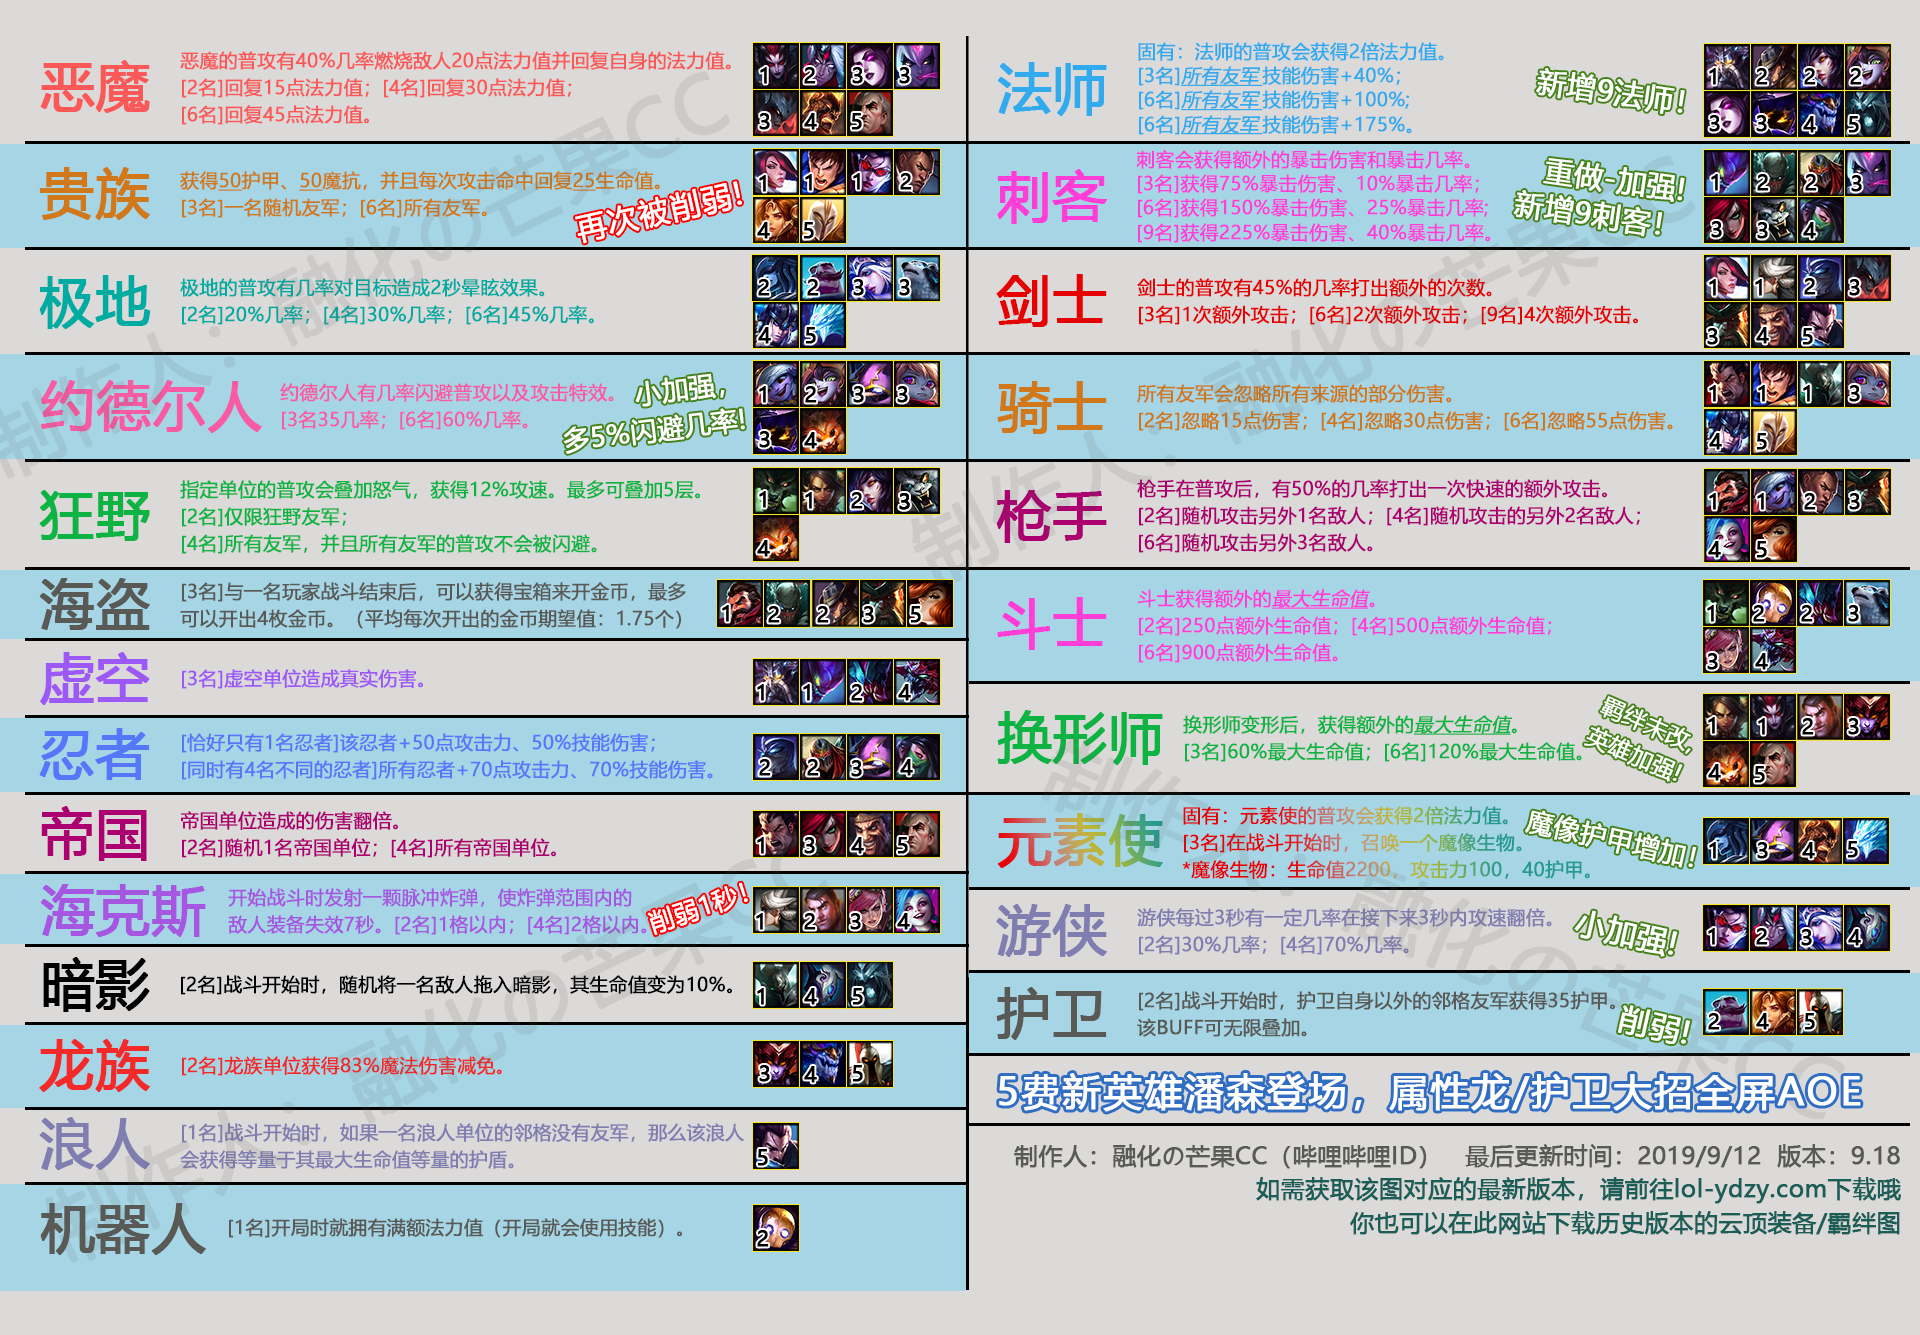 恶魔
恶魔的普攻有40%几率燃烧敌人20点法力值并回复自身的法力值。
[2名]回复15点法力值；[4名]回复30点法力值；
[6名]回复45点法力值。
1 2 3 3
3 4 5
贵族
获得50护甲、50魔抗，并且每次攻击命中回复25生命值。
[3名]一名随机友军；[6名]所有友军。
再次被削弱！
1 1 1 2
4 5
极地
极地的普攻有几率对目标造成2秒晕眩效果。
[2名]20%几率；[4名]30%几率；[6名]45%几率。
2 2 3 3
4 5
约德尔人
约德尔人有几率闪避普攻以及攻击特效。
[3名35几率；[6名]60%几率。
小加强，
多5%闪避几率！
1 2 3 3
3 4
狂野
指定单位的普攻会叠加怒气，获得12%攻速。最多可叠加5层。
[2名]仅限狂野友军；
[4名]所有友军，并且所有友军的普攻不会被闪避。
1 1 2 3
4
海盗
[3名]与一名玩家战斗结束后，可以获得宝箱来开金币，最多
可以开出4枚金币。（平均每次开出的金币期望值：1.75个）
1 2 2 3 5
虚空
[3名]虚空单位造成真实伤害。
1 1 2 4
忍者
[恰好只有1名忍者]该忍者+50点攻击力、50%技能伤害；
[同时有4名不同的忍者]所有忍者+70点攻击力、70%技能伤害。
2 2 3 4
帝国
帝国单位造成的伤害翻倍。
[2名]随机1名帝国单位；[4名]所有帝国单位。
1 3 4 5
海克斯
开始战斗时发射一颗脉冲炸弹，使炸弹范围内的
敌人装备失效7秒。[2名]1格以内；[4名]2格以内。
削弱1秒！
1 2 3 4
暗影
[2名]战斗开始时，随机将一名敌人拖入暗影，其生命值变为10%。
1 4 5
龙族
[2名]龙族单位获得83%魔法伤害减免。
3 4 5
浪人
[1名]战斗开始时，如果一名浪人单位的邻格没有友军，那么该浪人
会获得等量于其最大生命值等量的护盾。
5
机器人
[1名]开局时就拥有满额法力值（开局就会使用技能）。
2
法师
固有：法师的普攻会获得2倍法力值。
[3名]所有友军技能伤害+40%；
[6名]所有友军技能伤害+100%;
[6名]所有友军技能伤害+175%。
新增9法师！
1 2 2 2
3 3 4 5
刺客
刺客会获得额外的暴击伤害和暴击几率。
[3名]获得75%暴击伤害、10%暴击几率；
[6名]获得150%暴击伤害、25%暴击几率;
[9名]获得225%暴击伤害、40%暴击几率。
重做-加强！
新增9刺客！
1 2 2 3
3 3 4
剑士
剑士的普攻有45%的几率打出额外的次数。
[3名]1次额外攻击；[6名]2次额外攻击；[9名]4次额外攻击。
1 1 2 3
3 4 5
骑士
所有友军会忽略所有来源的部分伤害。
[2名]忽略15点伤害；[4名]忽略30点伤害；[6名]忽略55点伤害。
1 1 1 3
4 5
枪手
枪手在普攻后，有50%的几率打出一次快速的额外攻击。
[2名]随机攻击另外1名敌人；[4名]随机攻击的另外2名敌人；
[6名]随机攻击另外3名敌人。
1 1 2 3
4 5
斗士
斗士获得额外的最大生命值。
[2名]250点额外生命值；[4名]500点额外生命值；
[6名]900点额外生命值。
1 2 2 3
3 4
换形师
换形师变形后，获得额外的最大生命值。
[3名]60%最大生命值；[6名]120%最大生命值。
羁绊未改，
英雄加强！
1 1 2 3
4 5
元素使
固有：元素使的普攻会获得2倍法力值。
[3名]在战斗开始时，召唤一个魔像生物。
*魔像生物：生命值2200，攻击力100，40护甲。
魔像护甲增加！
1 3 4 5
游侠
游侠每过3秒有一定几率在接下来3秒内攻速翻倍。
[2名]30%几率；[4名]70%几率。
小加强！
1 2 3 4
护卫
[2名]战斗开始时，护卫自身以外的邻格友军获得35护甲。
该BUFF可无限叠加。
削弱！
2 4 5
5费新英雄潘森登场，属性龙/护卫大招全屏AOE
制作人：融化の芒果CC（哔哩哔哩ID） 最后更新时间：2019/9/12 版本：9.18
如需获取该图对应的最新版本，请前往lol-ydzy.com下载哦
你也可以在此网站下载历史版本的云顶装备/羁绊图
制作人：融化の芒果CC
制作人：融化の芒果CC
制作人：融化の芒果CC
制作人：融化の芒果CC